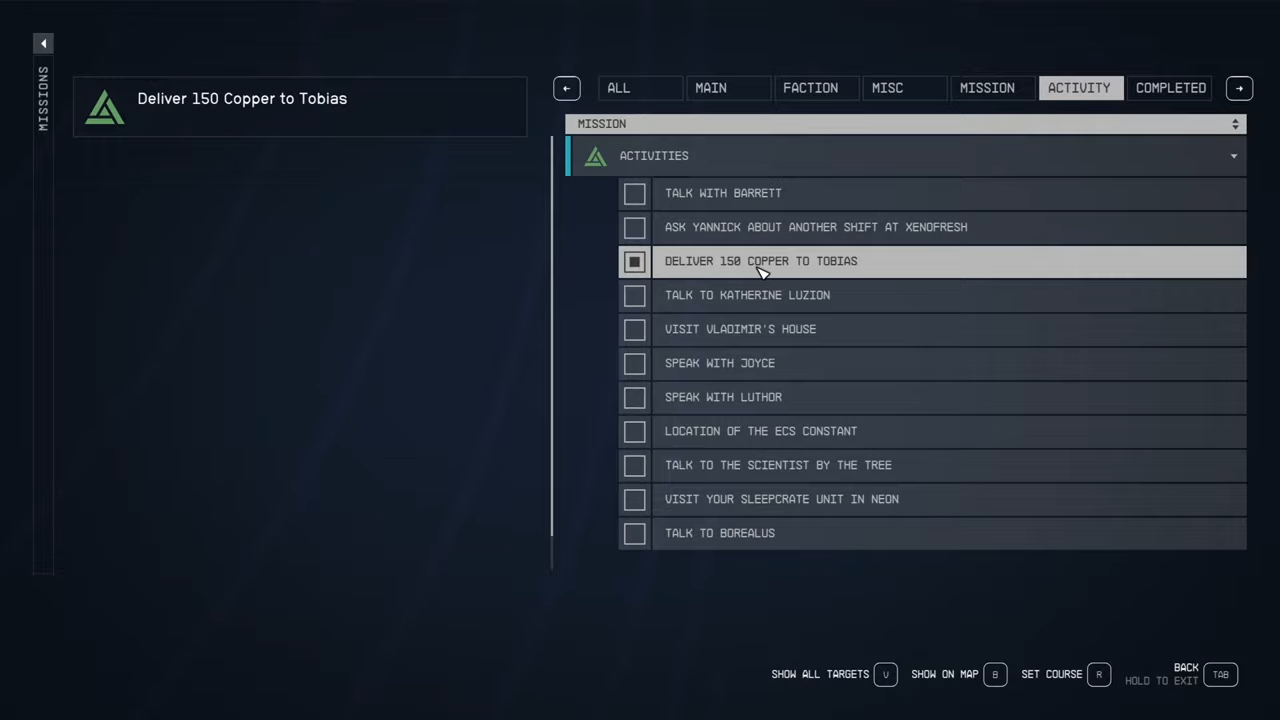 MISSIONS
Deliver 150 Copper to Tobias
ALL
MAIN
FACTION
MISC
MISSION
ACTIVITY
COMPLETED
MISSION
ACTIVITIES
TALK WITH BARRETT
ASK YANNICK ABOUT ANOTHER SHIFT AT XENOFRESH
DELIVER 150 COPPER TO TOBIAS
TALK TO KATHERINE LUZION
VISIT VLADIMIR'S HOUSE
SPEAK WITH JOYCE
SPEAK WITH LUTHOR
LOCATION OF THE ECS CONSTANT
TALK TO THE SCIENTIST BY THE TREE
VISIT YOUR SLEEPCRATE UNIT IN NEON
TALK TO BOREALUS
SHOW ALL TARGETS V
SHOW ON MAP B
SET COURSE R
BACK
HOLD TO EXIT TAB